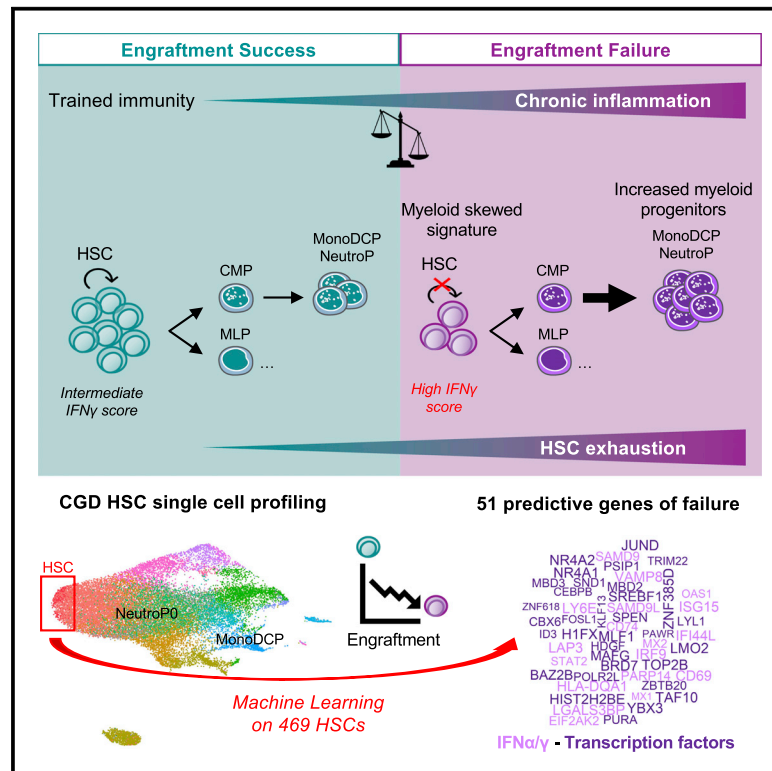 Engraftment Success
Engraftment Failure
Trained immunity
Chronic inflammation
Myeloid skewed
signature
Increased myeloid
progenitors
MonoDCP
NeutroP
MonoDCP
NeutroP
HSC
CMP
MLP
...
HSC
CMP
MLP
...
Intermediate
IFNγ score
High IFNγ
score
HSC exhaustion
CGD HSC single cell profiling
51 predictive genes of failure
HSC
NeutroP0
MonoDCP
Engraftment
Machine Learning
on 469 HSCs
JUND
NR4A2 SAMD9 TRIM22
NR4A1 PSIP1 VAMP8
MBD3 SND1 MBD2 ZNF385D
CEBPB SREBF1 OAS1
ZNF618 LY6E KLF13 SAMD9L ISG15
CBX6 FOSL1 CD74 SPEN LYL1
ID3 H1FX MLF1 PAWR IFI44L
LAP3 HDGF MX2 LMO2
STAT2 MAFG IRF9
BRD7 TOP2B
BAZ2B POLR2L PARP14 CD69
HLA-DQA1 ZBTB20
HIST2H2BE MX1 TAF10
LGALS3BP YBX3
EIF2AK2 PURA
IFNα/γ - Transcription factors